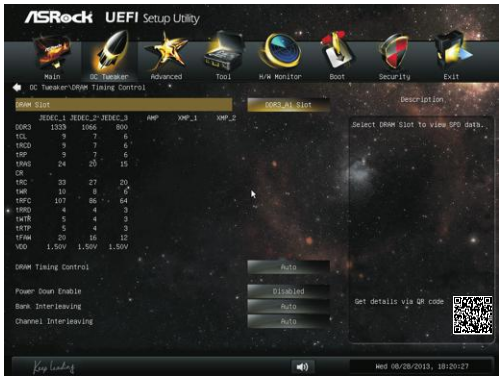 ASRock UEFI Setup Utility
Main OC Tweaker Advanced Tool H/W Monitor Boot Security Exit
OC Tweaker\DRAM Timing Control
Description
DRAM Slot DDR3_A1 Slot
Select DRAM Slot to view SPD data.
JEDEC_1 JEDEC_2 JEDEC_3 AMP XMP_1 XMP_2
DDR3 1333 1066 800
tCL 9 7 6
tRCD 9 7 6
tRP 9 7 6
tRAS 24 20 15
CR
tRC 33 27 20
tWR 10 8 6
tRFC 107 86 64
tRRD 4 4 3
tWTR 5 4 3
tRTP 5 4 3
tFAW 20 16 12
VDD 1.50V 1.50V 1.50V
DRAM Timing Control Auto
Power Down Enable Disabled
Bank Interleaving Auto
Channel Interleaving Auto
Get details via QR code
Keep Leading
Wed 08/28/2013, 18:20:27